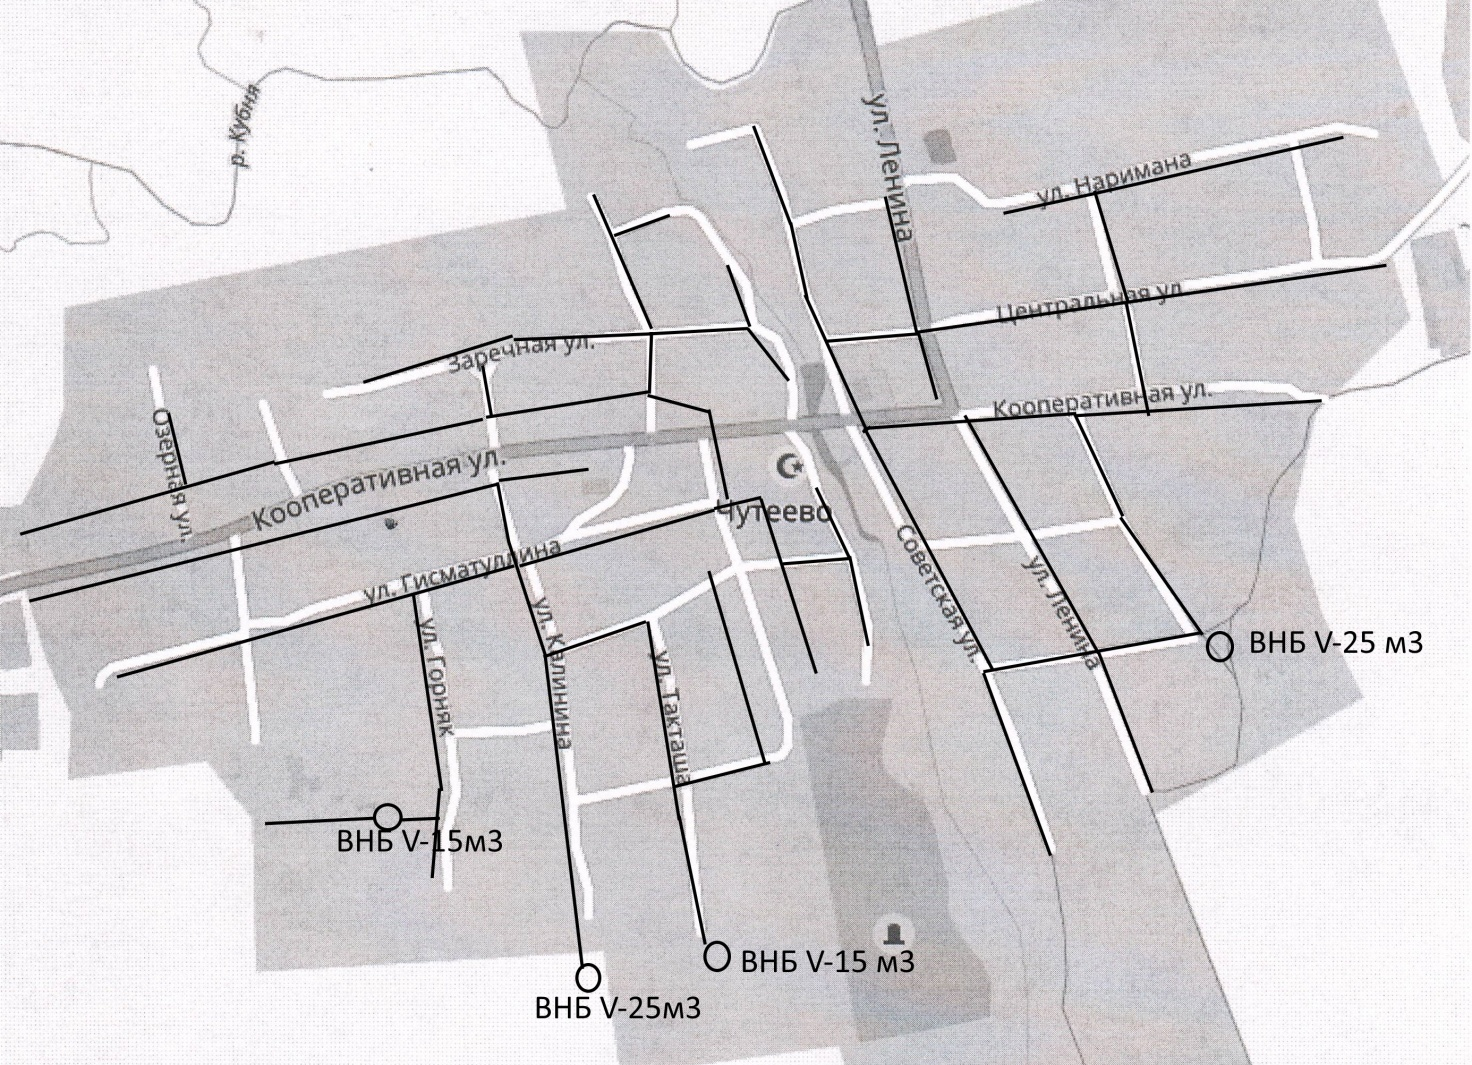 р. Кубня
ул. Ленина
ул. Наримана
Центральная ул
Заречная ул.
Кооперативная ул.
Озерная ул.
Кооперативная ул.
Чутеево
ул. Гисматуллина
Советская ул.
ул. Ленина
ул. Горняк
ул. Калинина
ул. Такташа
ВНБ V-25 м3
ВНБ V-15м3
ВНБ V-15 м3
ВНБ V-25м3